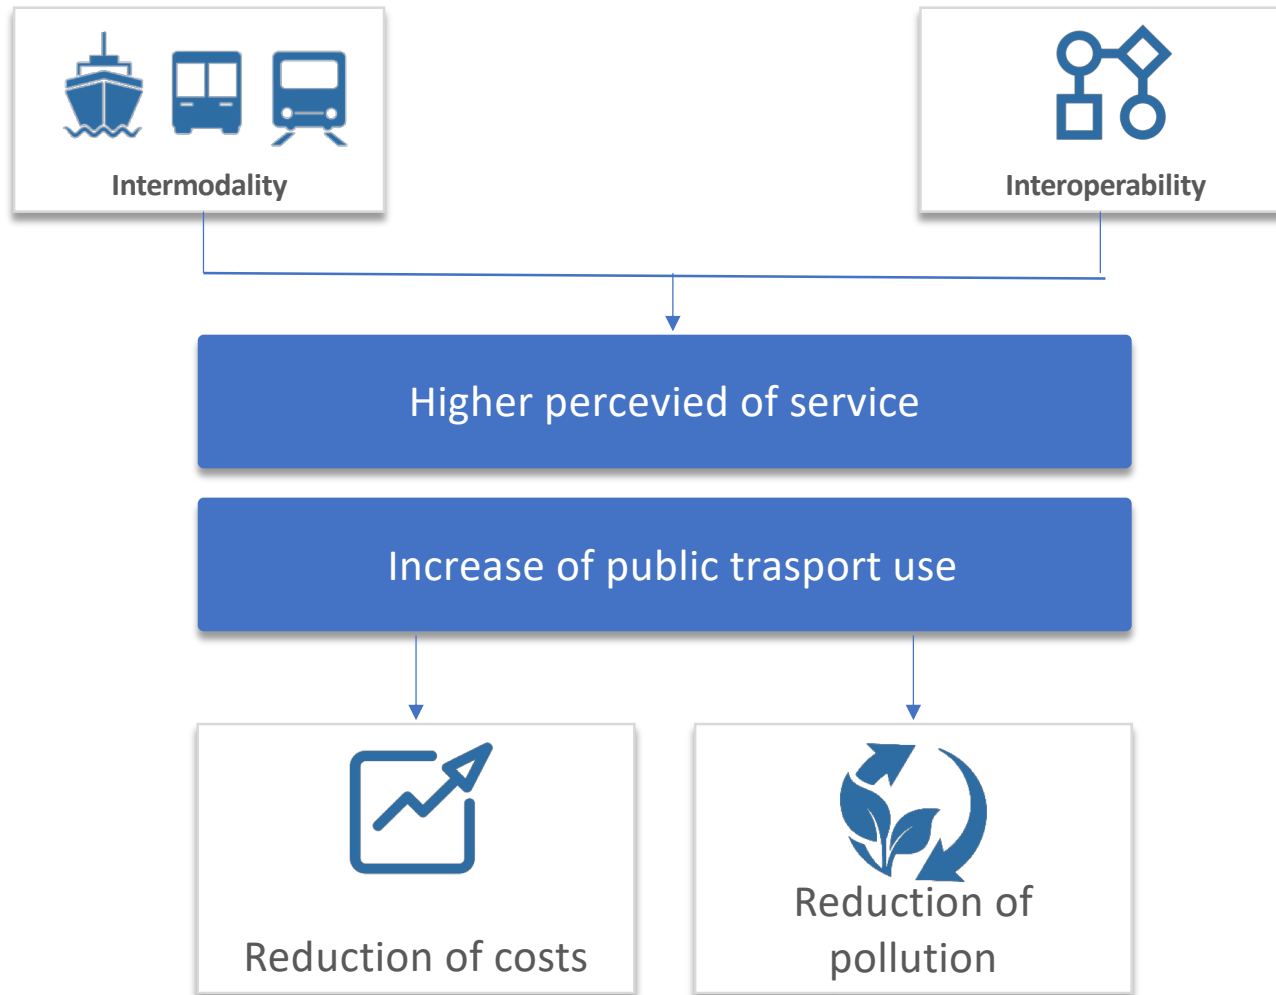 Intermodality
Interoperability
Higher percevied of service
Increase of public trasport use
Reduction of costs
Reduction of
pollution